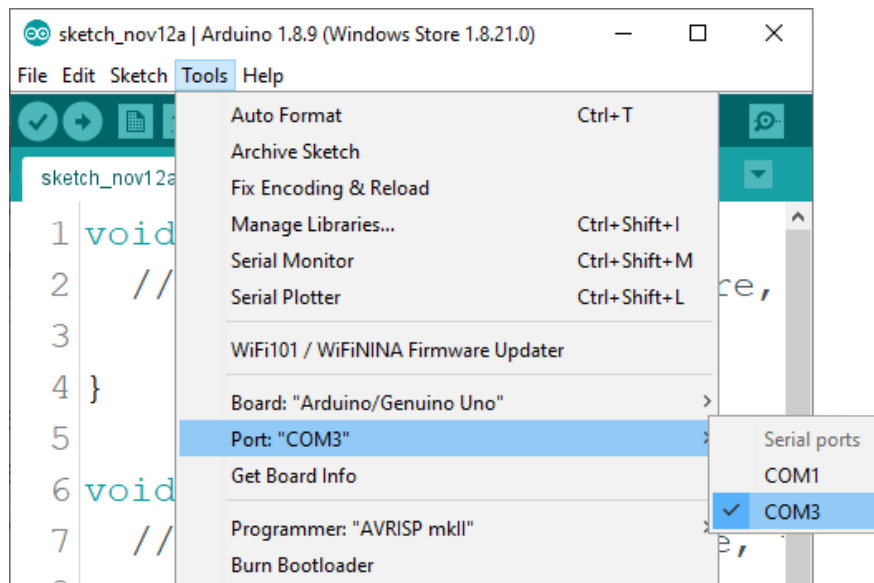 sketch_nov12a | Arduino 1.8.9 (Windows Store 1.8.21.0)
File Edit Sketch Tools Help
Auto Format Ctrl+T
Archive Sketch
sketch_nov12a
Fix Encoding & Reload
Manage Libraries... Ctrl+Shift+I
Serial Monitor Ctrl+Shift+M
Serial Plotter Ctrl+Shift+L
WiFi101 / WiFiNINA Firmware Updater
Board: "Arduino/Genuino Uno"
Port: "COM3"
Get Board Info
Programmer: "AVRISP mkII"
Burn Bootloader
Serial ports
COM1
COM3
1 void
2 // re,
3
4 }
5
6 void
7 // e,